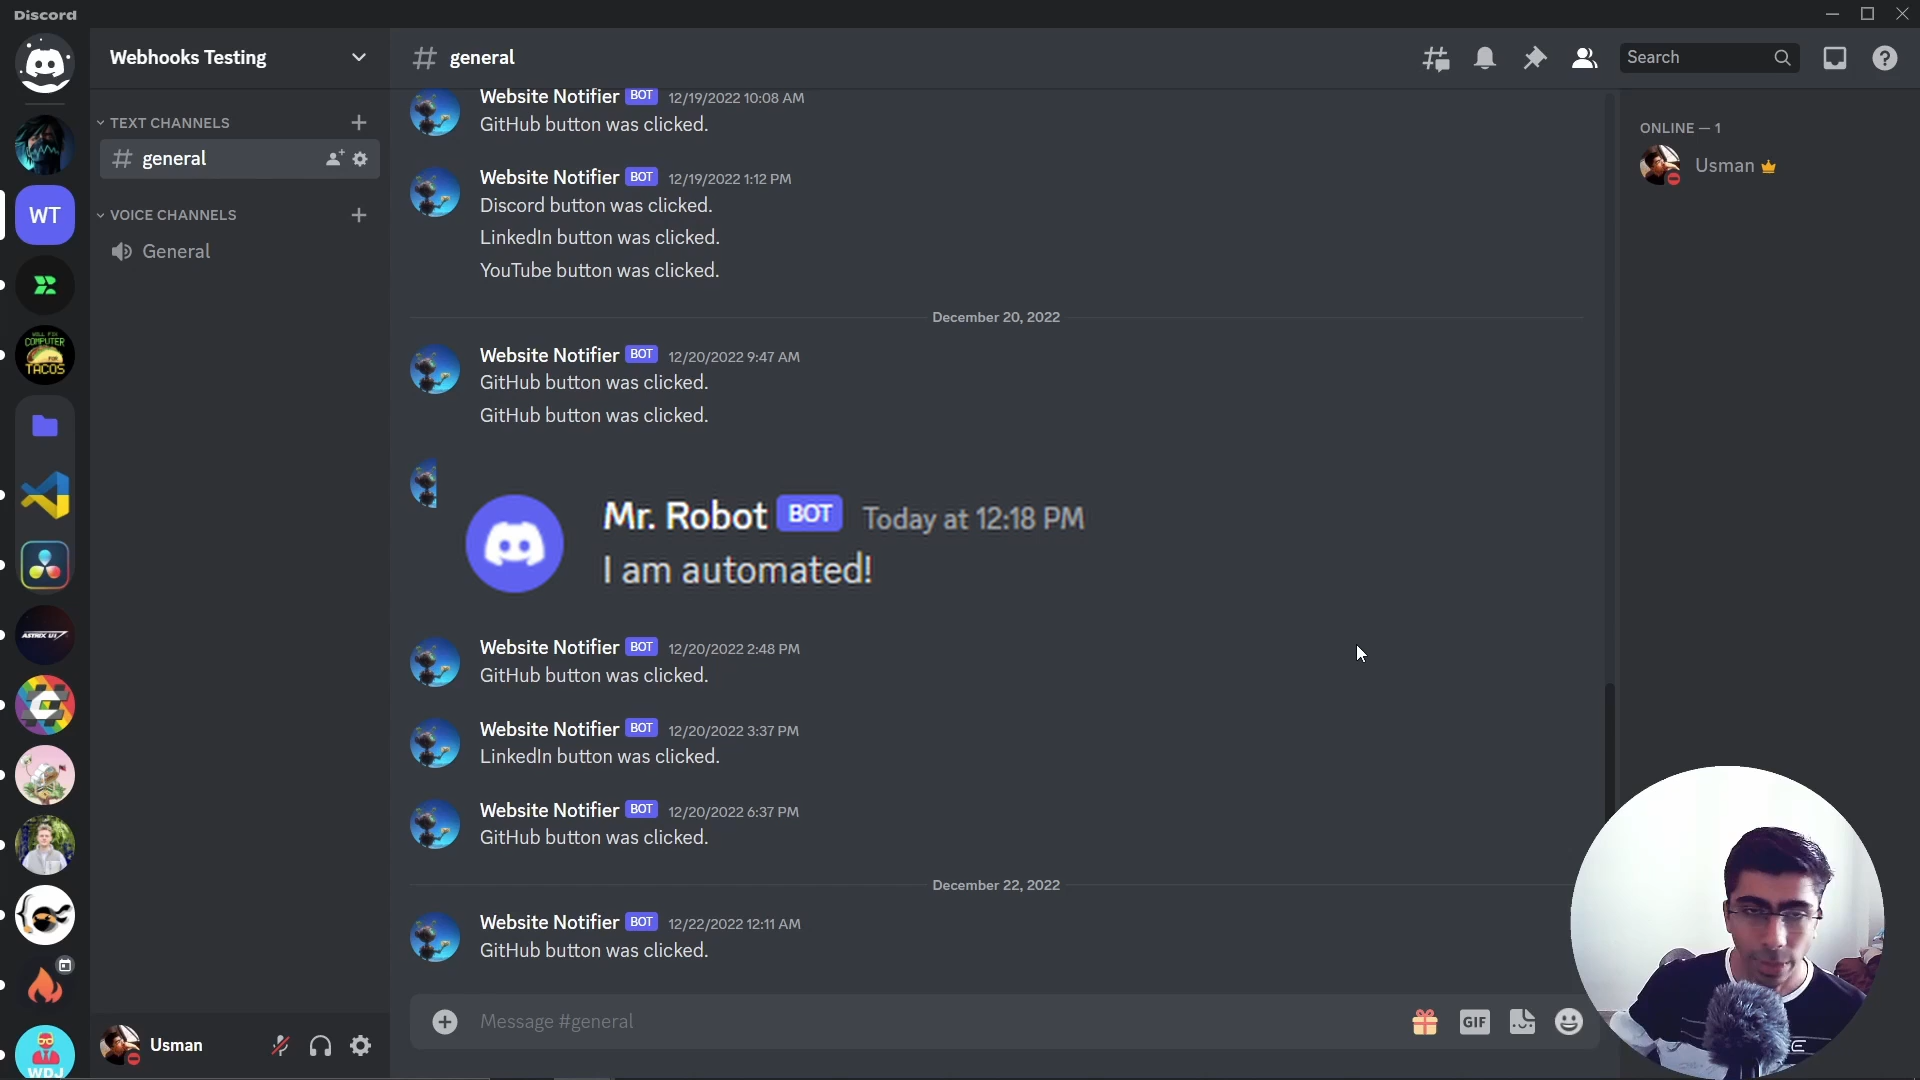 Discord
Webhooks Testing
TEXT CHANNELS
general
VOICE CHANNELS
General
WT
WILL FIX
COMPUTER
FOR
TACOS
WDJ
Usman
# general
Search
Website Notifier BOT 12/19/2022 10:08 AM
GitHub button was clicked.
Website Notifier BOT 12/19/2022 1:12 PM
Discord button was clicked.
LinkedIn button was clicked.
YouTube button was clicked.
December 20, 2022
Website Notifier BOT 12/20/2022 9:47 AM
GitHub button was clicked.
GitHub button was clicked.
Mr. Robot BOT Today at 12:18 PM
I am automated!
Website Notifier BOT 12/20/2022 2:48 PM
GitHub button was clicked.
Website Notifier BOT 12/20/2022 3:37 PM
LinkedIn button was clicked.
Website Notifier BOT 12/20/2022 6:37 PM
GitHub button was clicked.
December 22, 2022
Website Notifier BOT 12/22/2022 12:11 AM
GitHub button was clicked.
Message #general
GIF
ONLINE — 1
Usman